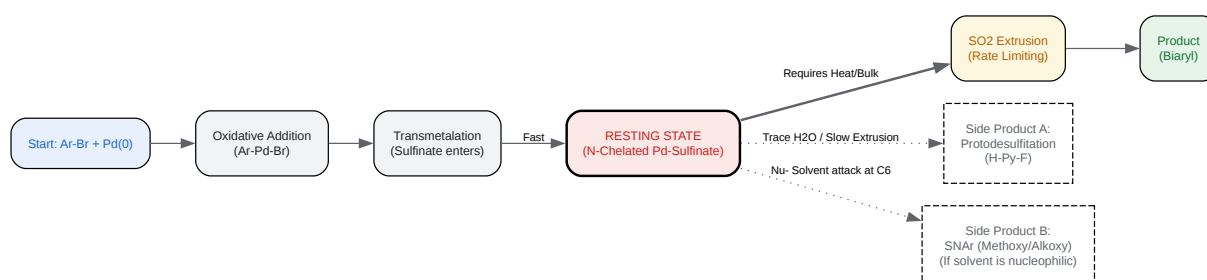 Start: Ar-Br + Pd(0)
Oxidative Addition
(Ar-Pd-Br)
Transmetalation
(Sulfinate enters)
Fast
RESTING STATE
(N-Chelated Pd-Sulfinate)
Requires Heat/Bulk
SO2 Extrusion
(Rate Limiting)
Product
(Biaryl)
Trace H2O / Slow Extrusion
Side Product A:
Protodesulfitation
(H-Py-F)
Nu- Solvent attack at C6
Side Product B:
SNAr (Methoxy/Alkoxy)
(If solvent is nucleophilic)